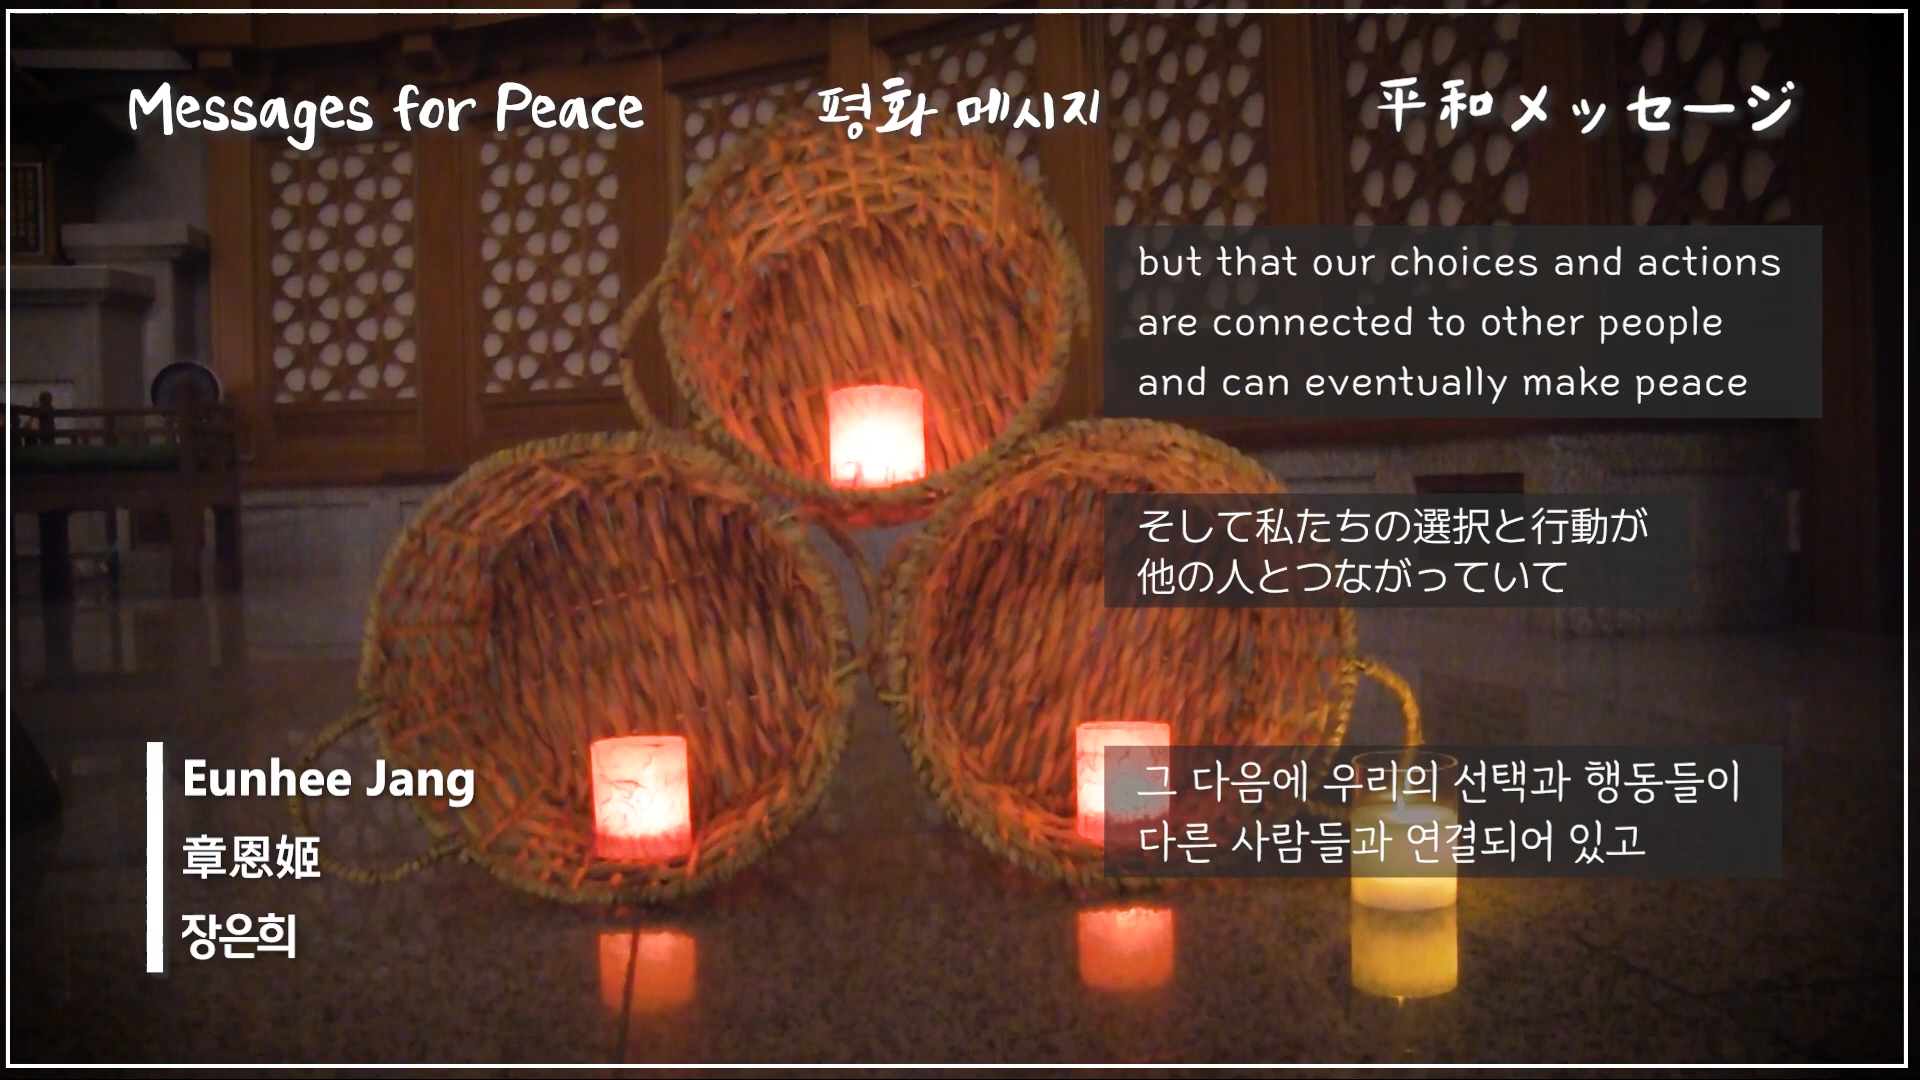 Messages for Peace
평화 메시지
平和メッセージ
but that our choices and actions
are connected to other people
and can eventually make peace
そして私たちの選択と行動が
他の人とつながっていて
그 다음에 우리의 선택과 행동들이
다른 사람들과 연결되어 있고
Eunhee Jang
章恩姫
장은희